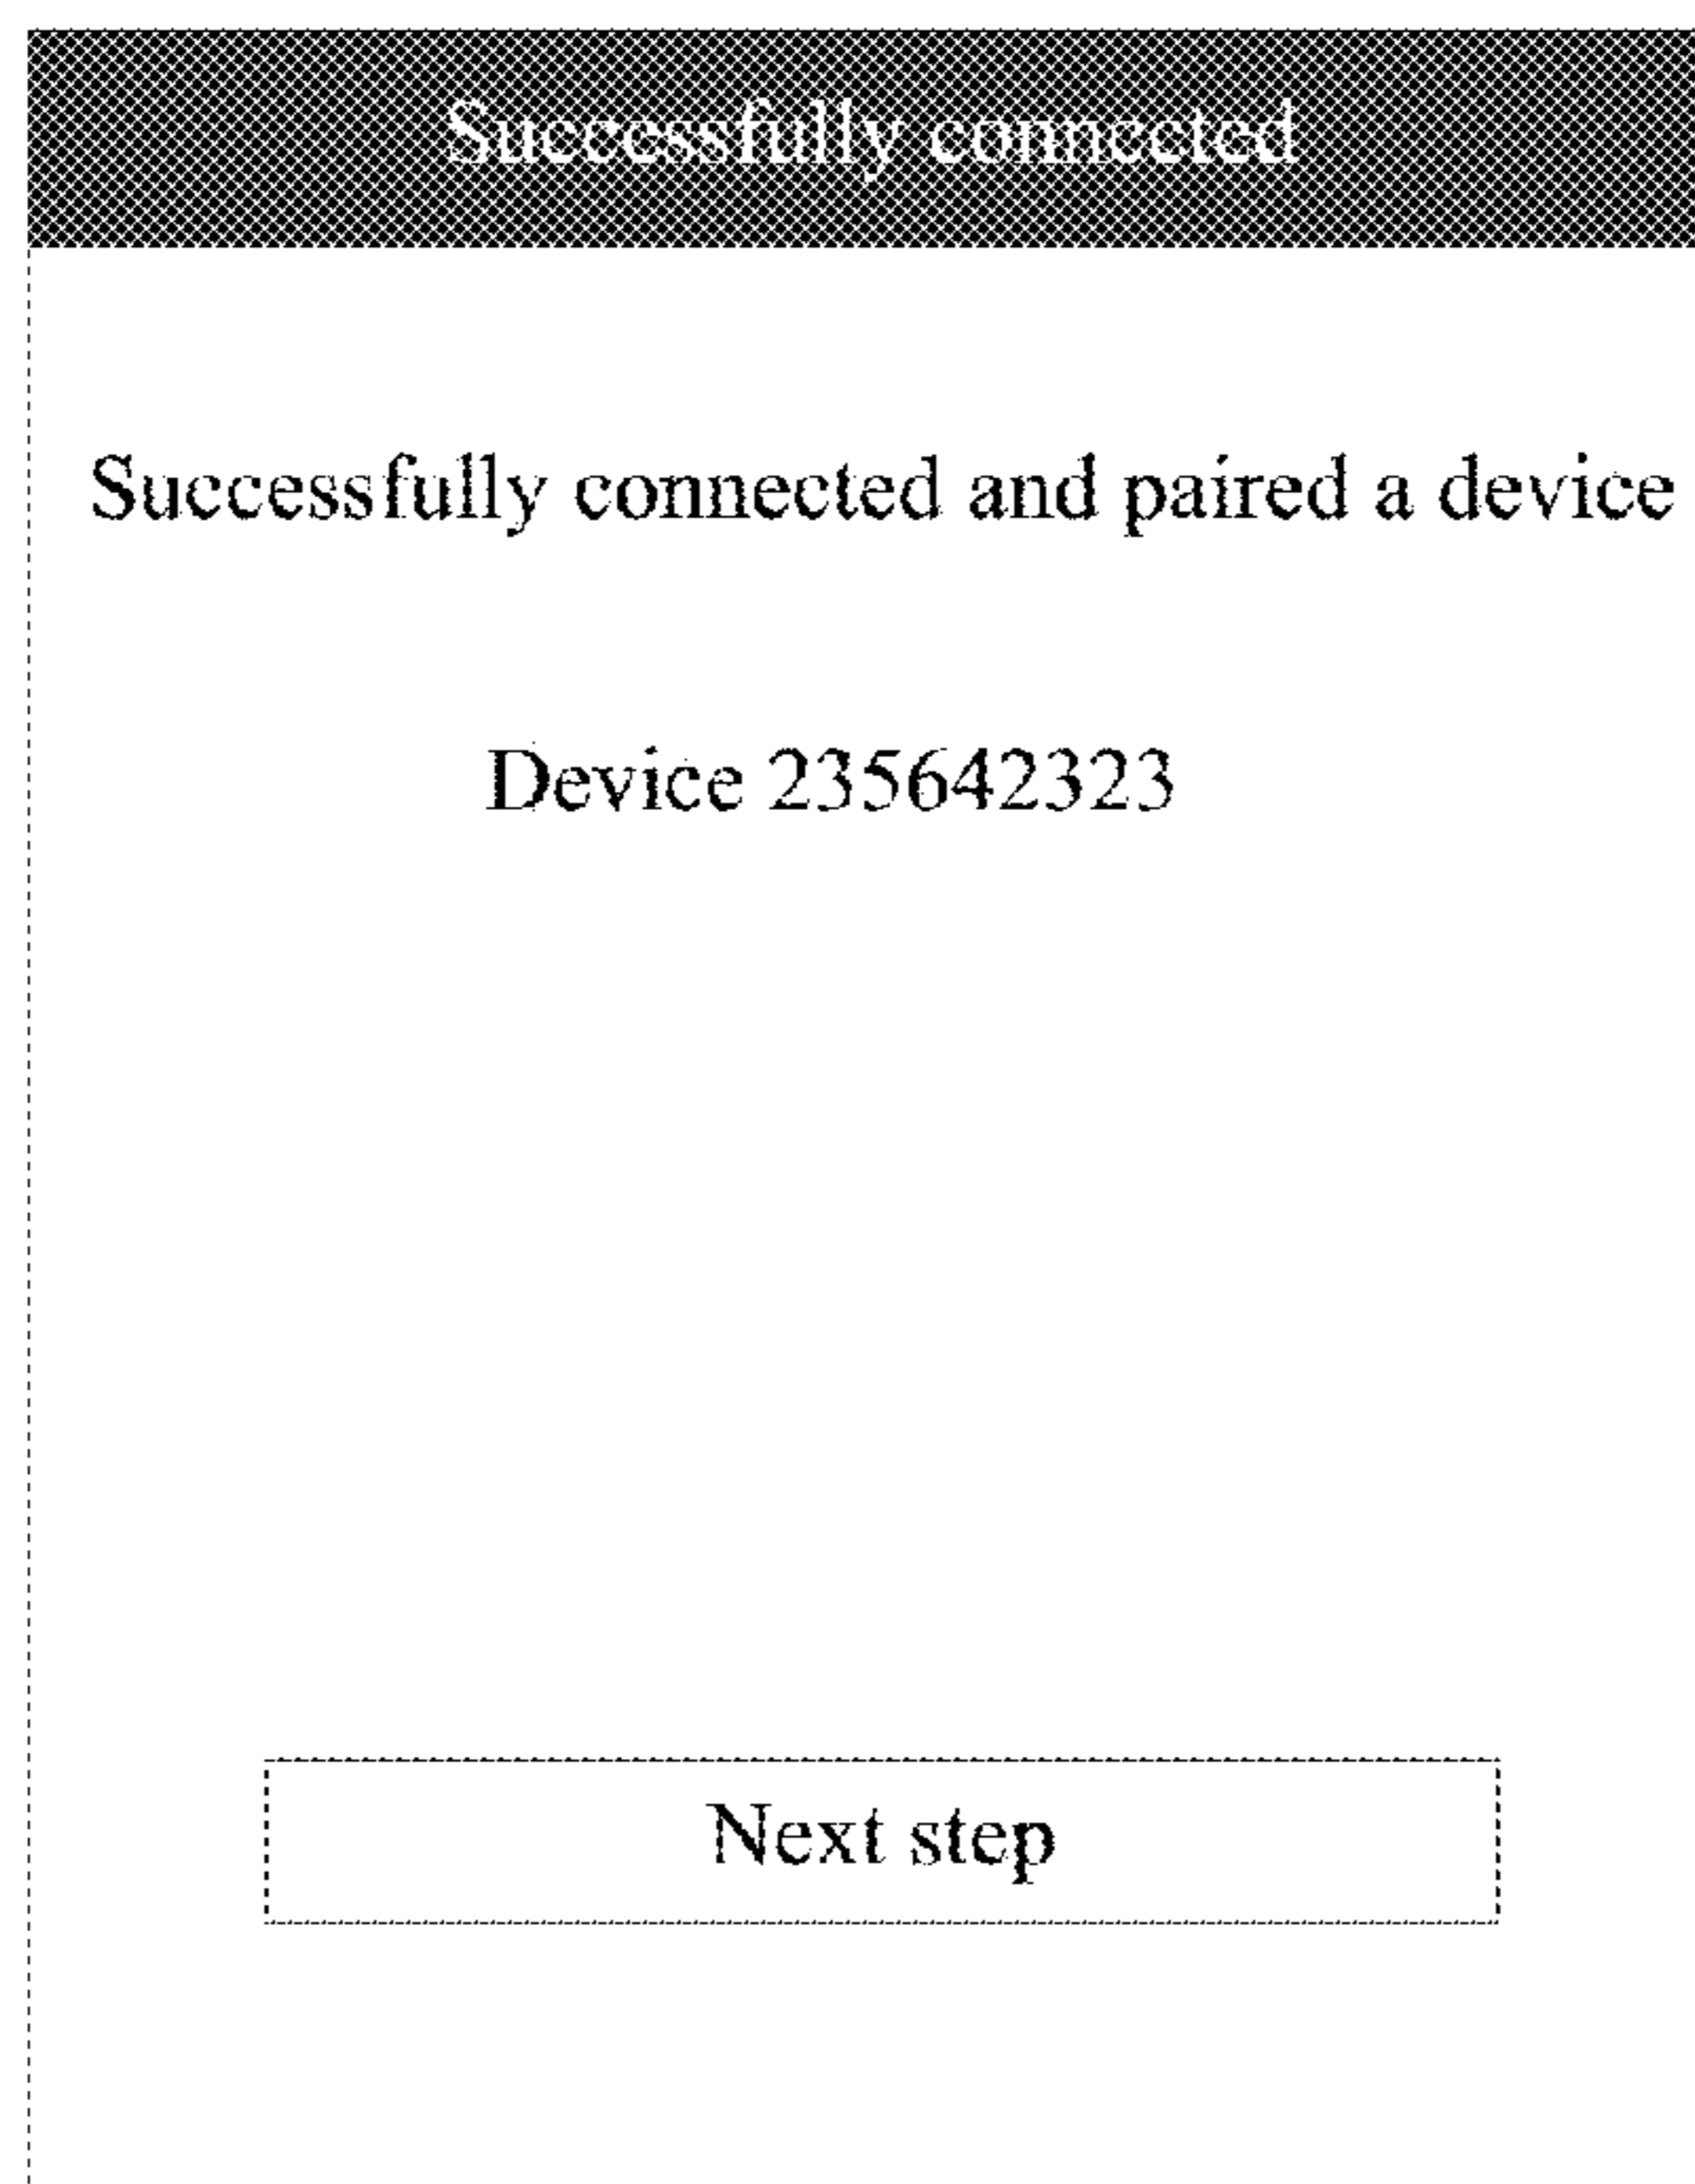 Successfully connected
Successfully connected and paired a device
Device 235642323
Next step